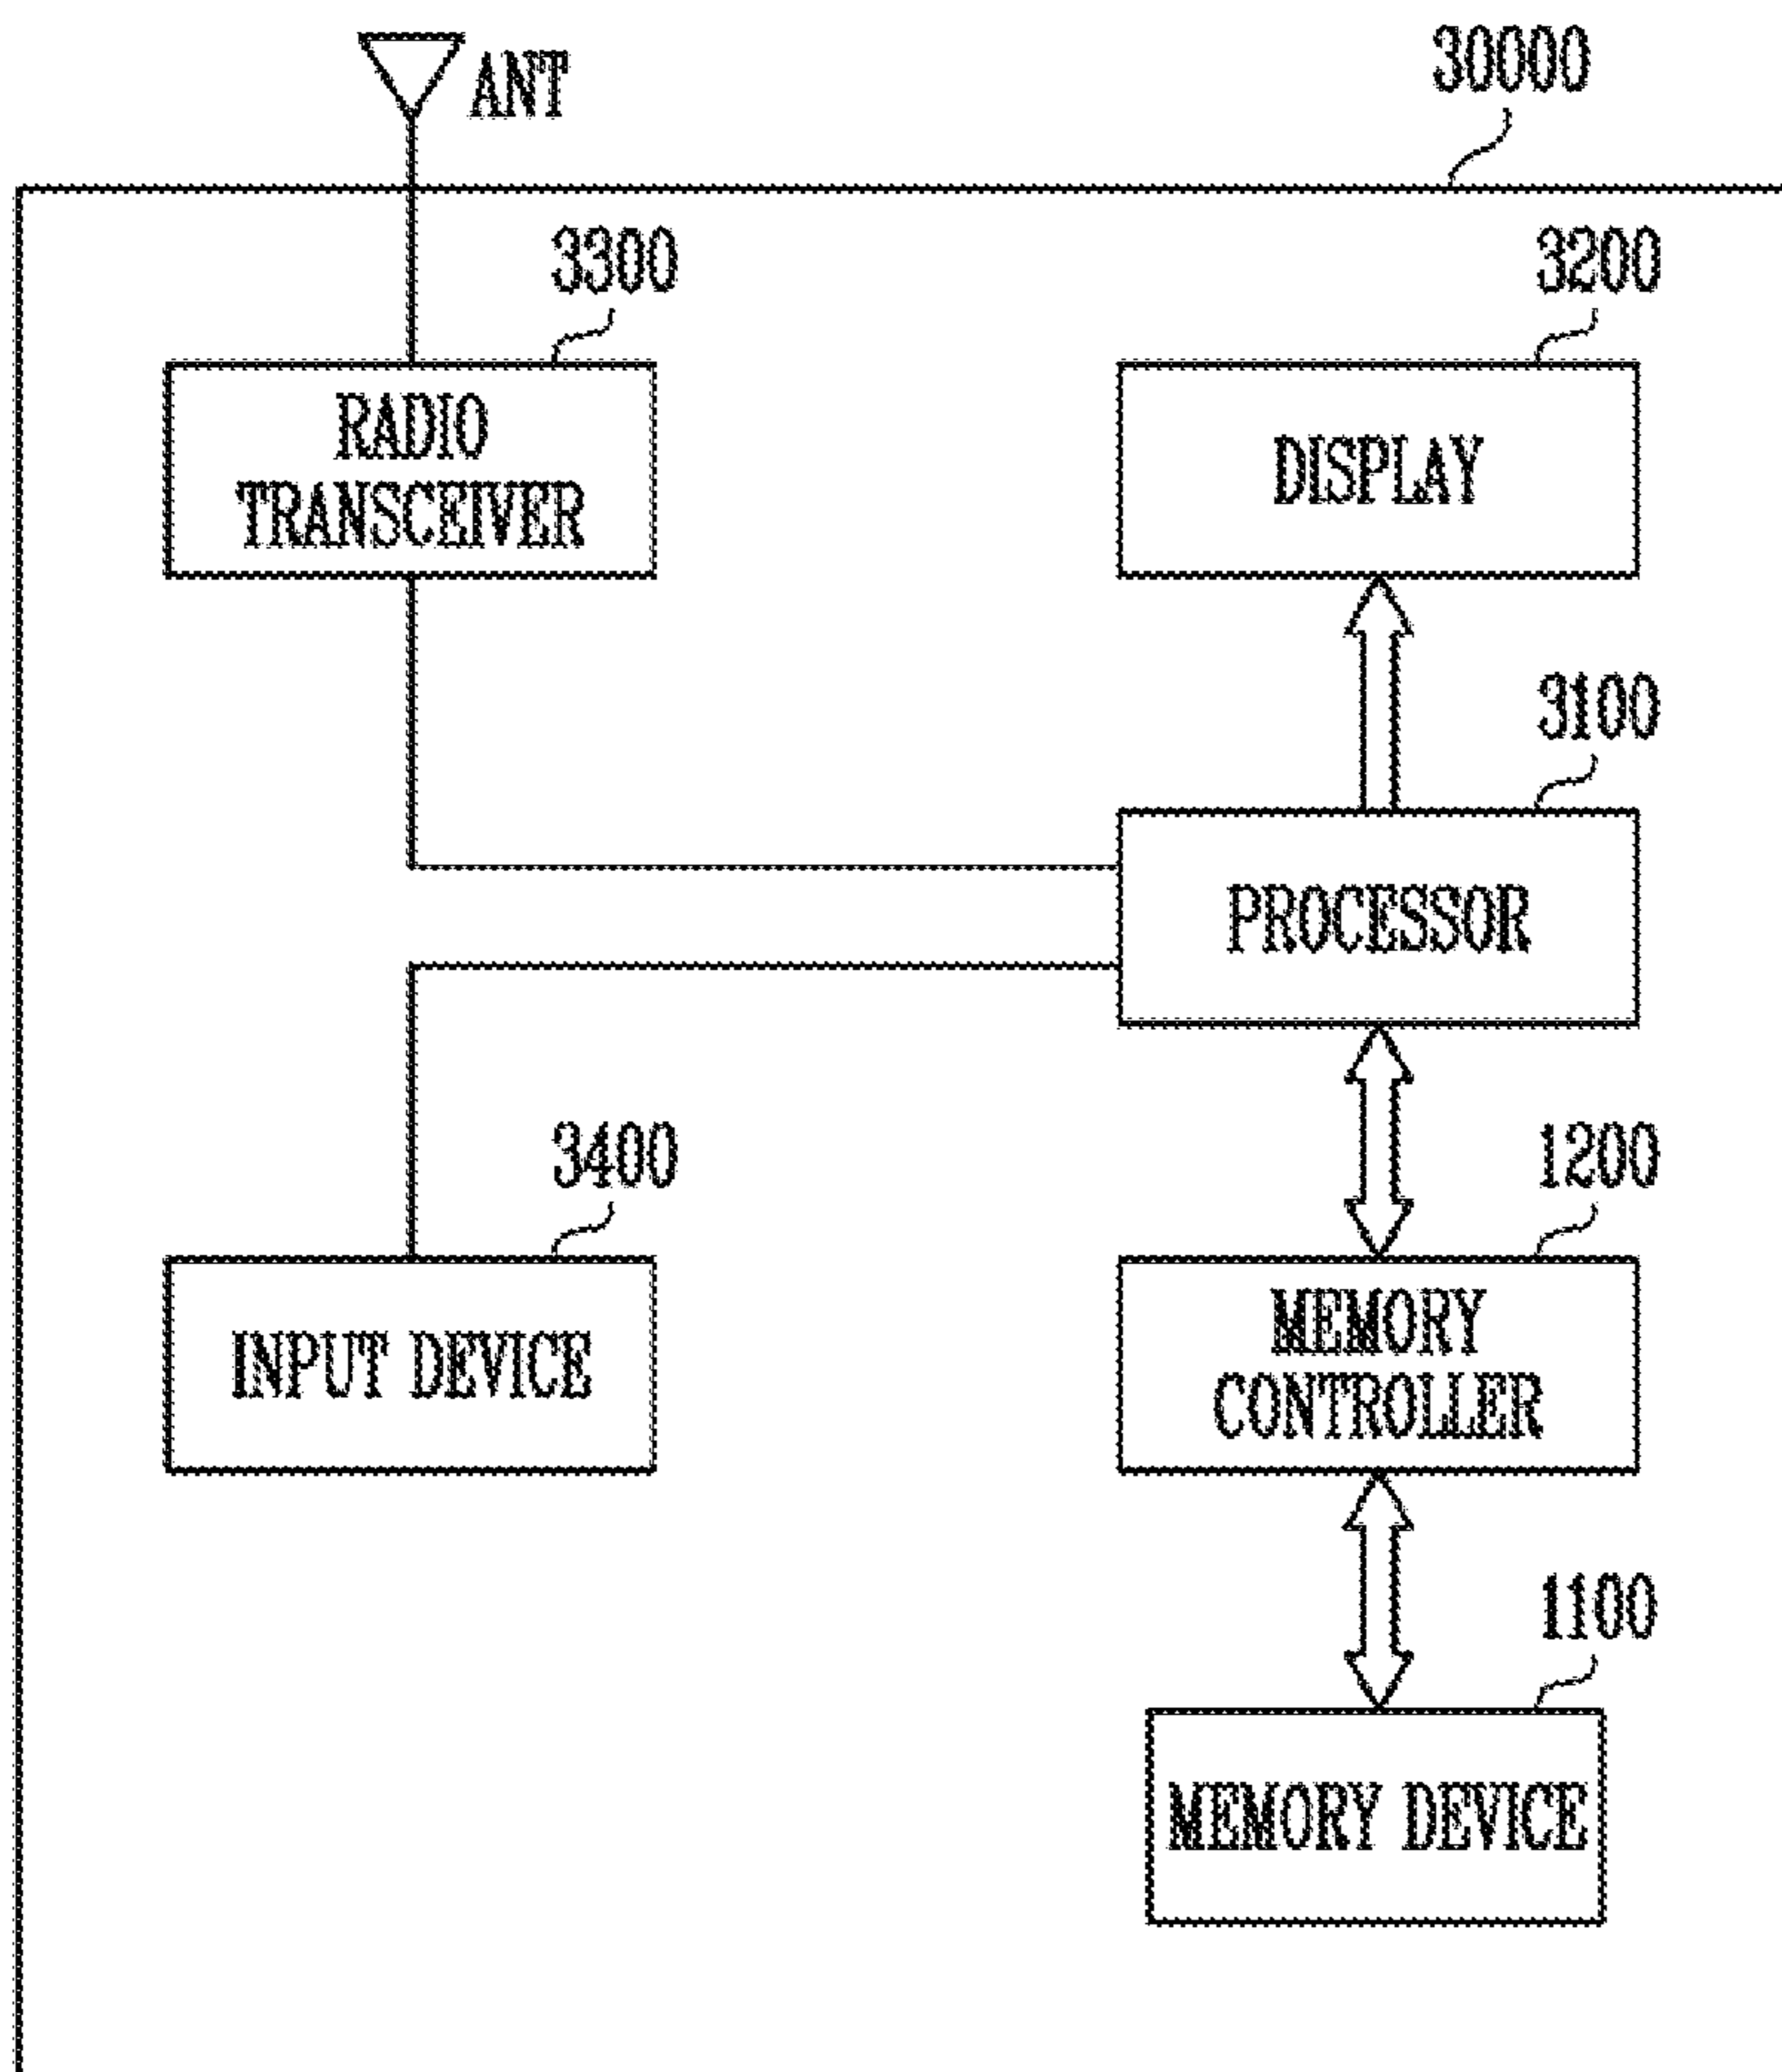 ANT
30000
3300
RADIO
TRANSCEIVER
3200
DISPLAY
3100
PROCESSOR
3400
INPUT DEVICE
1200
MEMORY
CONTROLLER
1100
MEMORY DEVICE